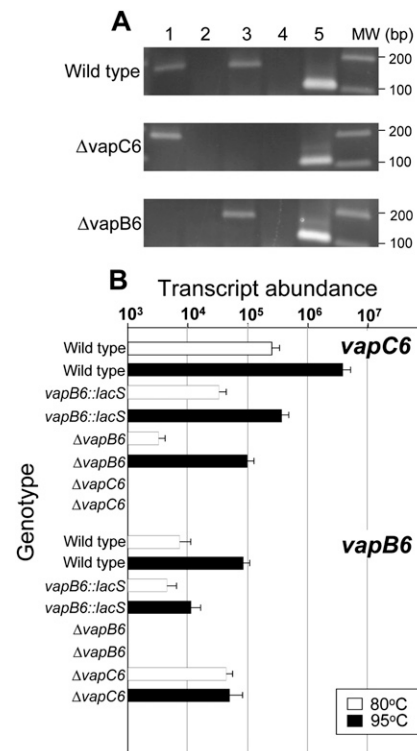 A
1 2 3 4 5 MW (bp)
Wild type
200
100
ΔvapC6
200
100
ΔvapB6
200
100
B Transcript abundance
10³ 10⁴ 10⁵ 10⁶ 10⁷
Genotype
vapC6
Wild type
Wild type
vapB6::lacS
vapB6::lacS
ΔvapB6
ΔvapB6
ΔvapC6
ΔvapC6
vapB6
Wild type
Wild type
vapB6::lacS
vapB6::lacS
ΔvapB6
ΔvapB6
ΔvapC6
ΔvapC6
80°C
95°C